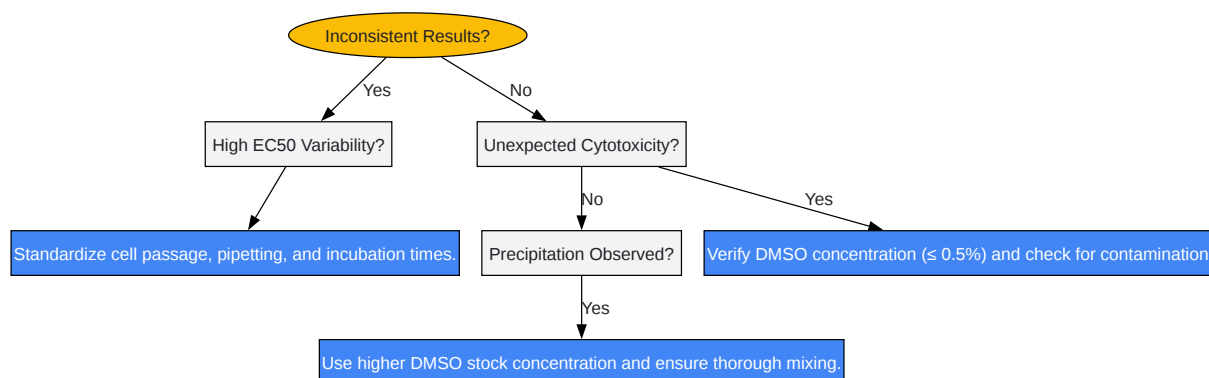 Inconsistent Results?
Yes
No
High EC50 Variability?
Unexpected Cytotoxicity?
No
Yes
Standardize cell passage, pipetting, and incubation times.
Precipitation Observed?
Verify DMSO concentration (≤ 0.5%) and check for contamination
Yes
Use higher DMSO stock concentration and ensure thorough mixing.